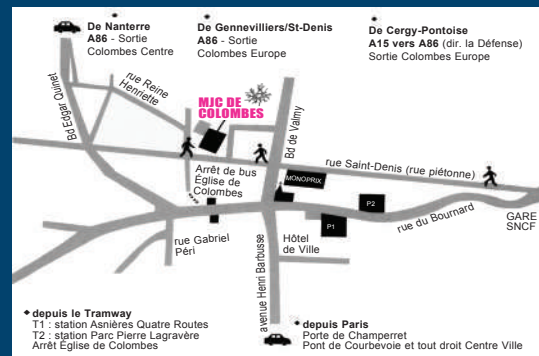 De Nanterre
A86 - Sortie
Colombes Centre
De Gennevilliers/St-Denis
A86 - Sortie
Colombes Europe
De Cergy-Pontoise
A15 vers A86 (dir. la Défense)
Sortie Colombes Europe
Bd Edgar Quinet
rue Reine
Henriette
MJC DE
COLOMBES
Bd de Valmy
rue Saint-Denis (rue piétonne)
Arrêt de bus
Église de
Colombes
MONOPRIX
P1
P2
rue du Bournard
GARE
SNCF
rue Gabriel
Péri
avenue Henri Barbusse
Hôtel
de Ville
depuis le Tramway
T1 : station Asnières Quatre Routes
T2 : station Parc Pierre Lagravère
Arrêt Église de Colombes
depuis Paris
Porte de Champerret
Pont de Courbevoie et tout droit Centre Ville